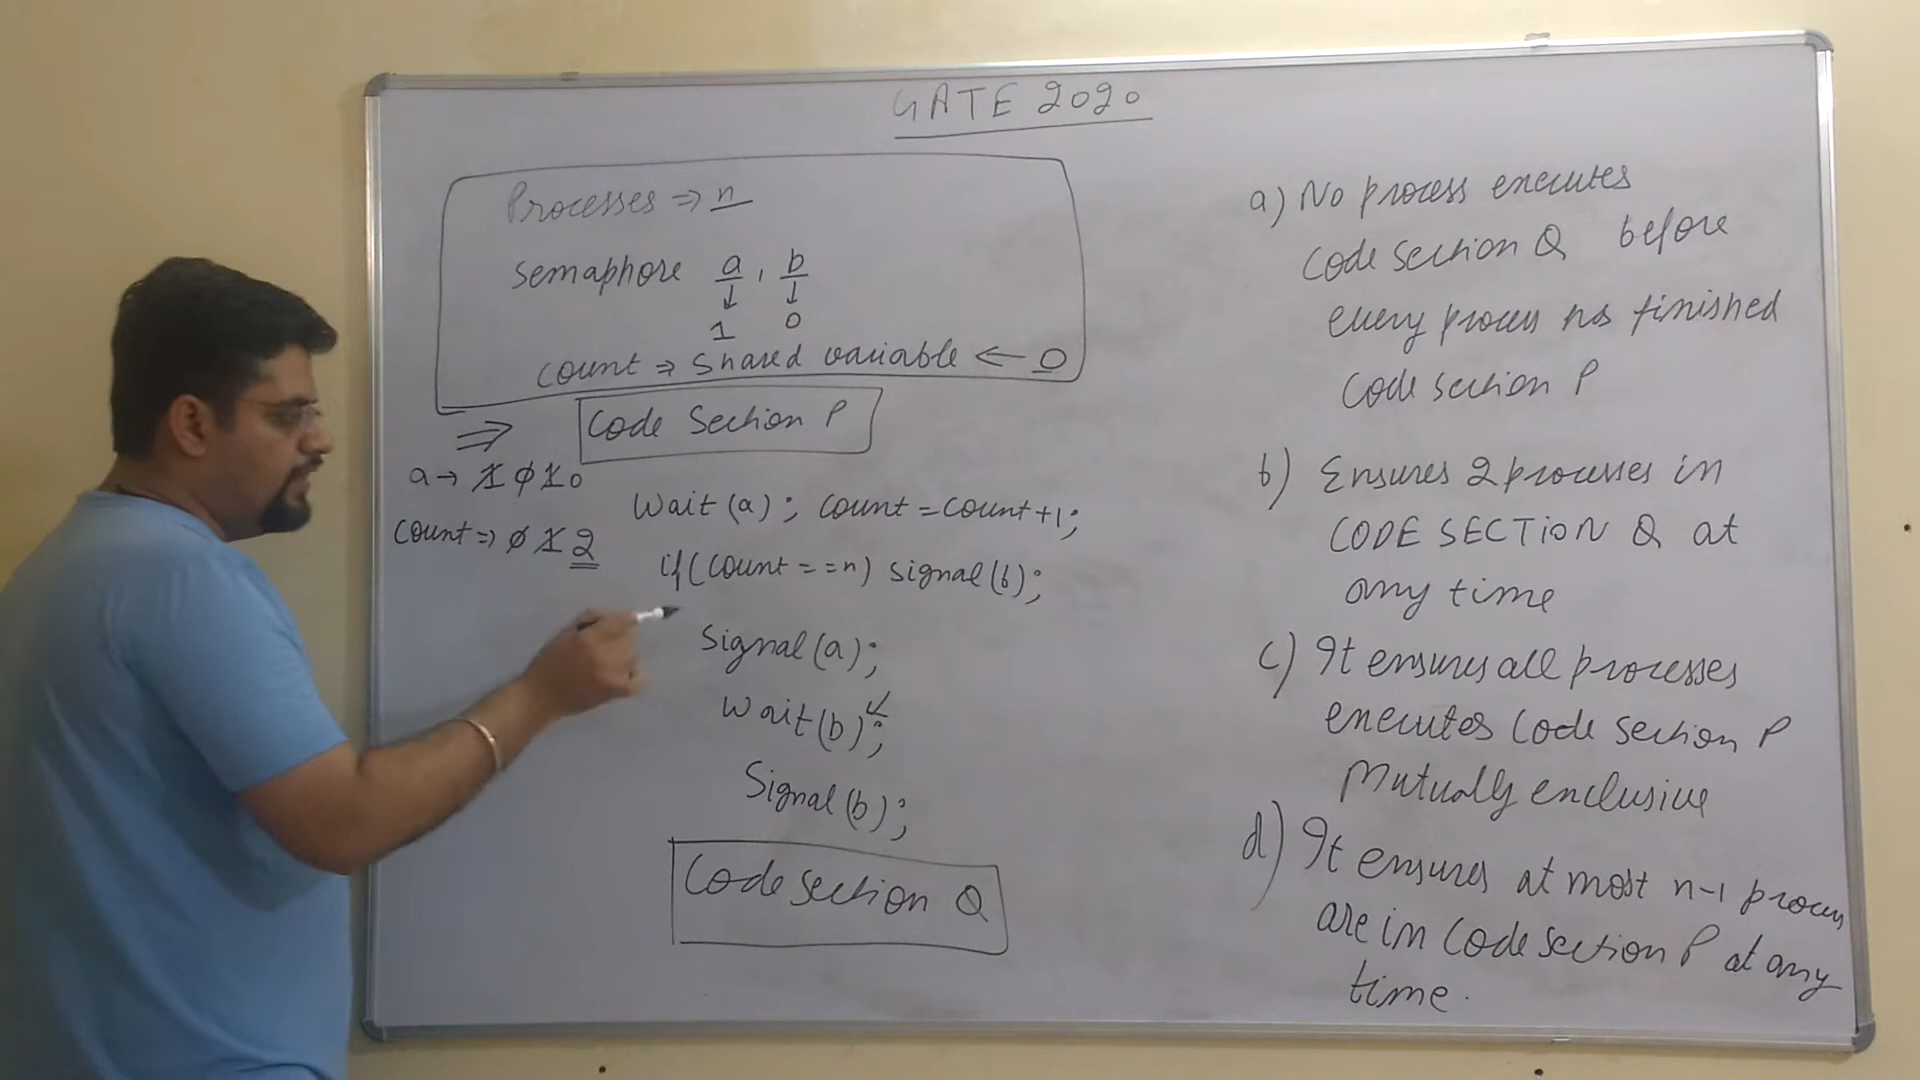 GATE 2020
Processes ⇒ n
Semaphore a, b
↓ ↓
1 0
Count ⇒ Shared variable ← 0
⇒ Code Section P
a → 1 0 1 0
Count ⇒ 0 1 2
Wait (a); Count = Count + 1;
if (Count == n) Signal (b);
Signal (a);
Wait (b);
Signal (b);
Code Section Q
a) No process executes
Code Section Q before
every process has finished
Code Section P
b) Ensures 2 processes in
CODE SECTION Q at
any time
c) It ensures all processes
executes Code Section P
Mutually exclusive
d) It ensures at most n-1 process
are in Code Section P at any
time.